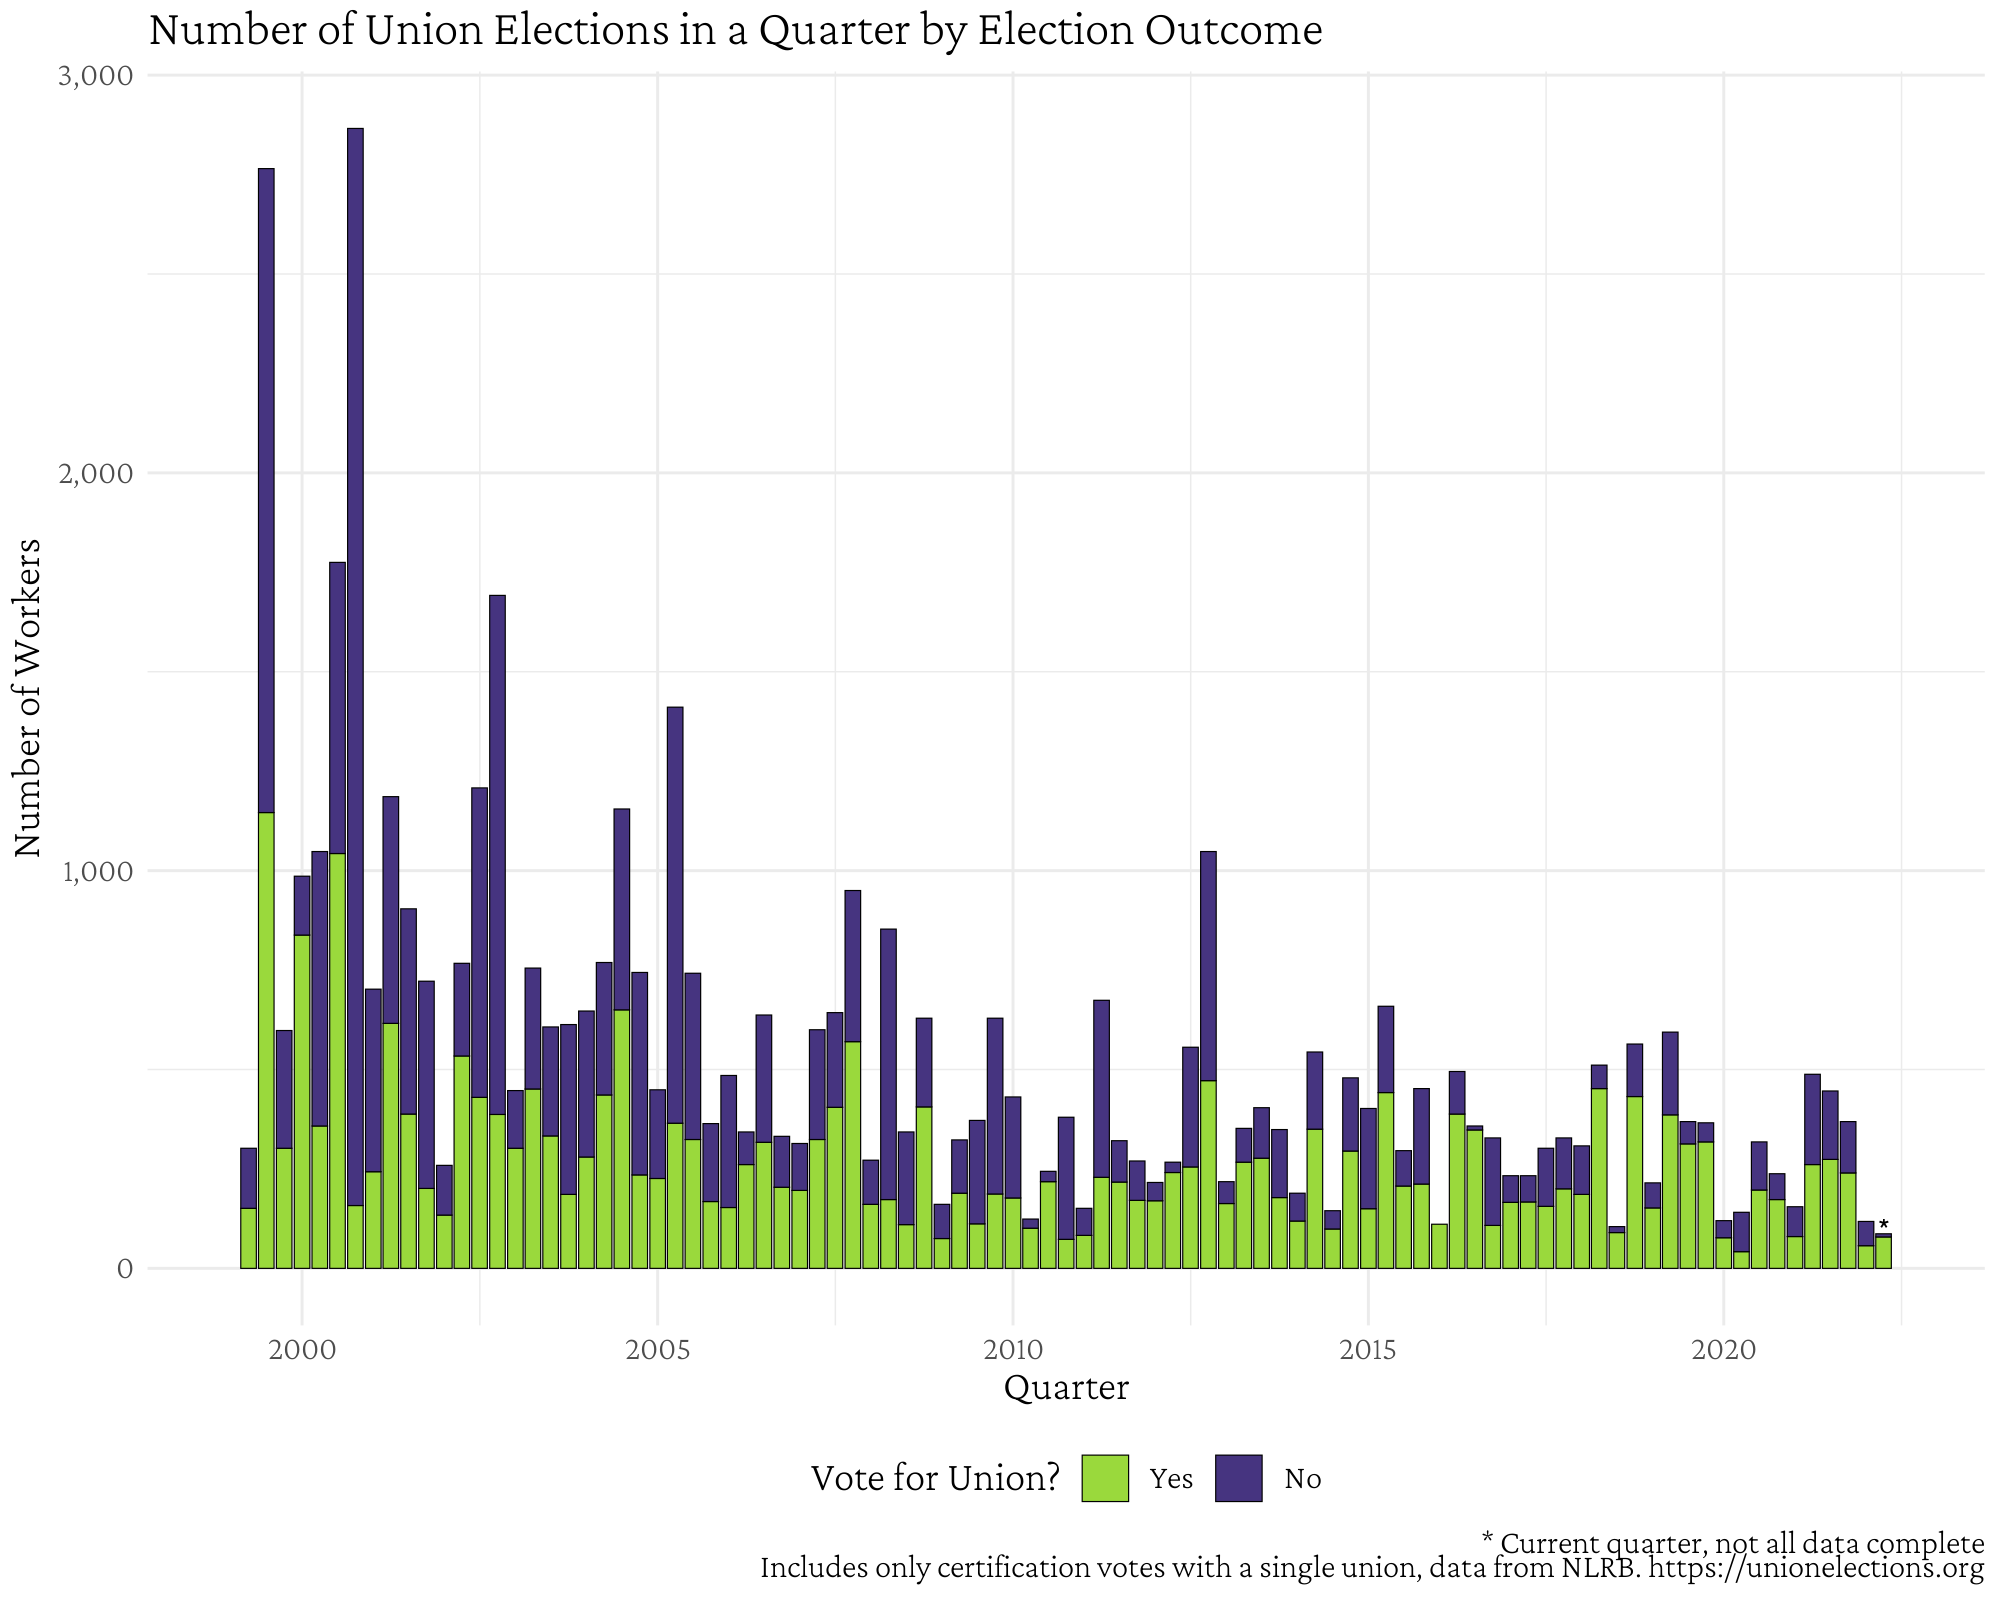 Number of Union Elections in a Quarter by Election Outcome
3,000
2,000
1,000
0
Number of Workers
2000 2005 2010 2015 2020
*
Quarter
Vote for Union? Yes No
* Current quarter, not all data complete
Includes only certification votes with a single union, data from NLRB. https://unionelections.org